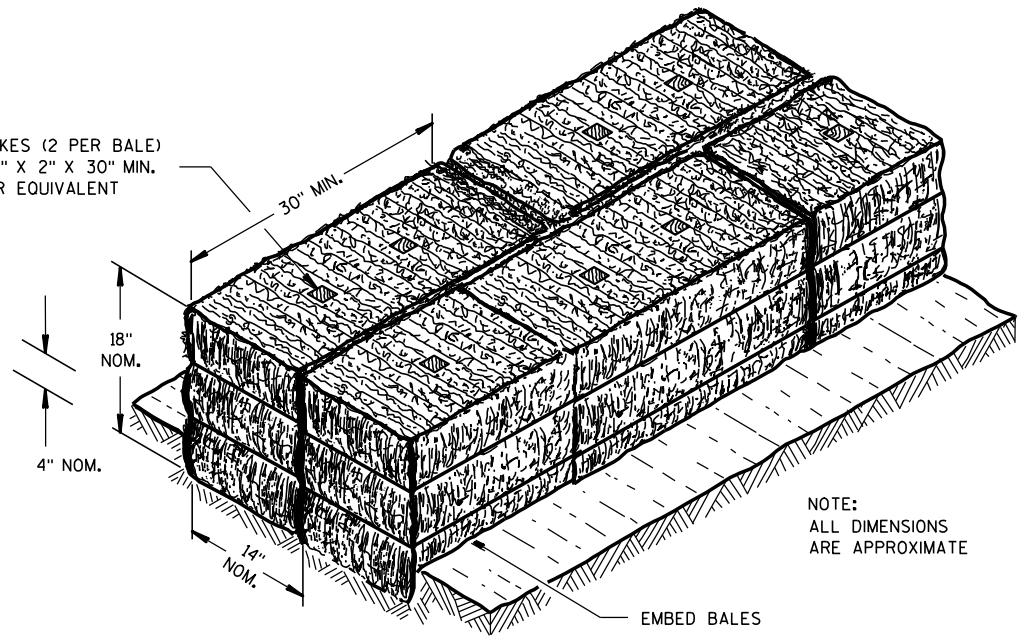 KES (2 PER BALE)
" X 2" X 30" MIN.
R EQUIVALENT
30" MIN.
18"
NOM.
4" NOM.
14"
NOM.
NOTE:
ALL DIMENSIONS
ARE APPROXIMATE
EMBED BALES